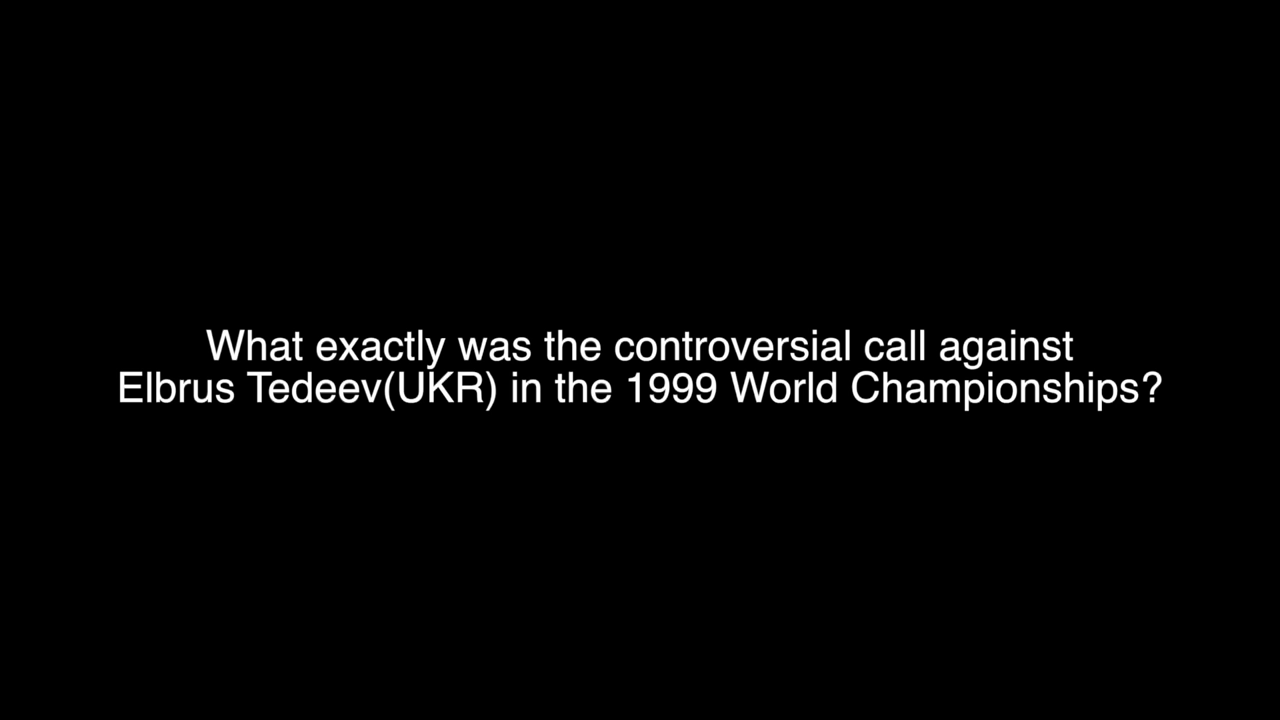 What exactly was the controversial call against
Elbrus Tedeev(UKR) in the 1999 World Championships?